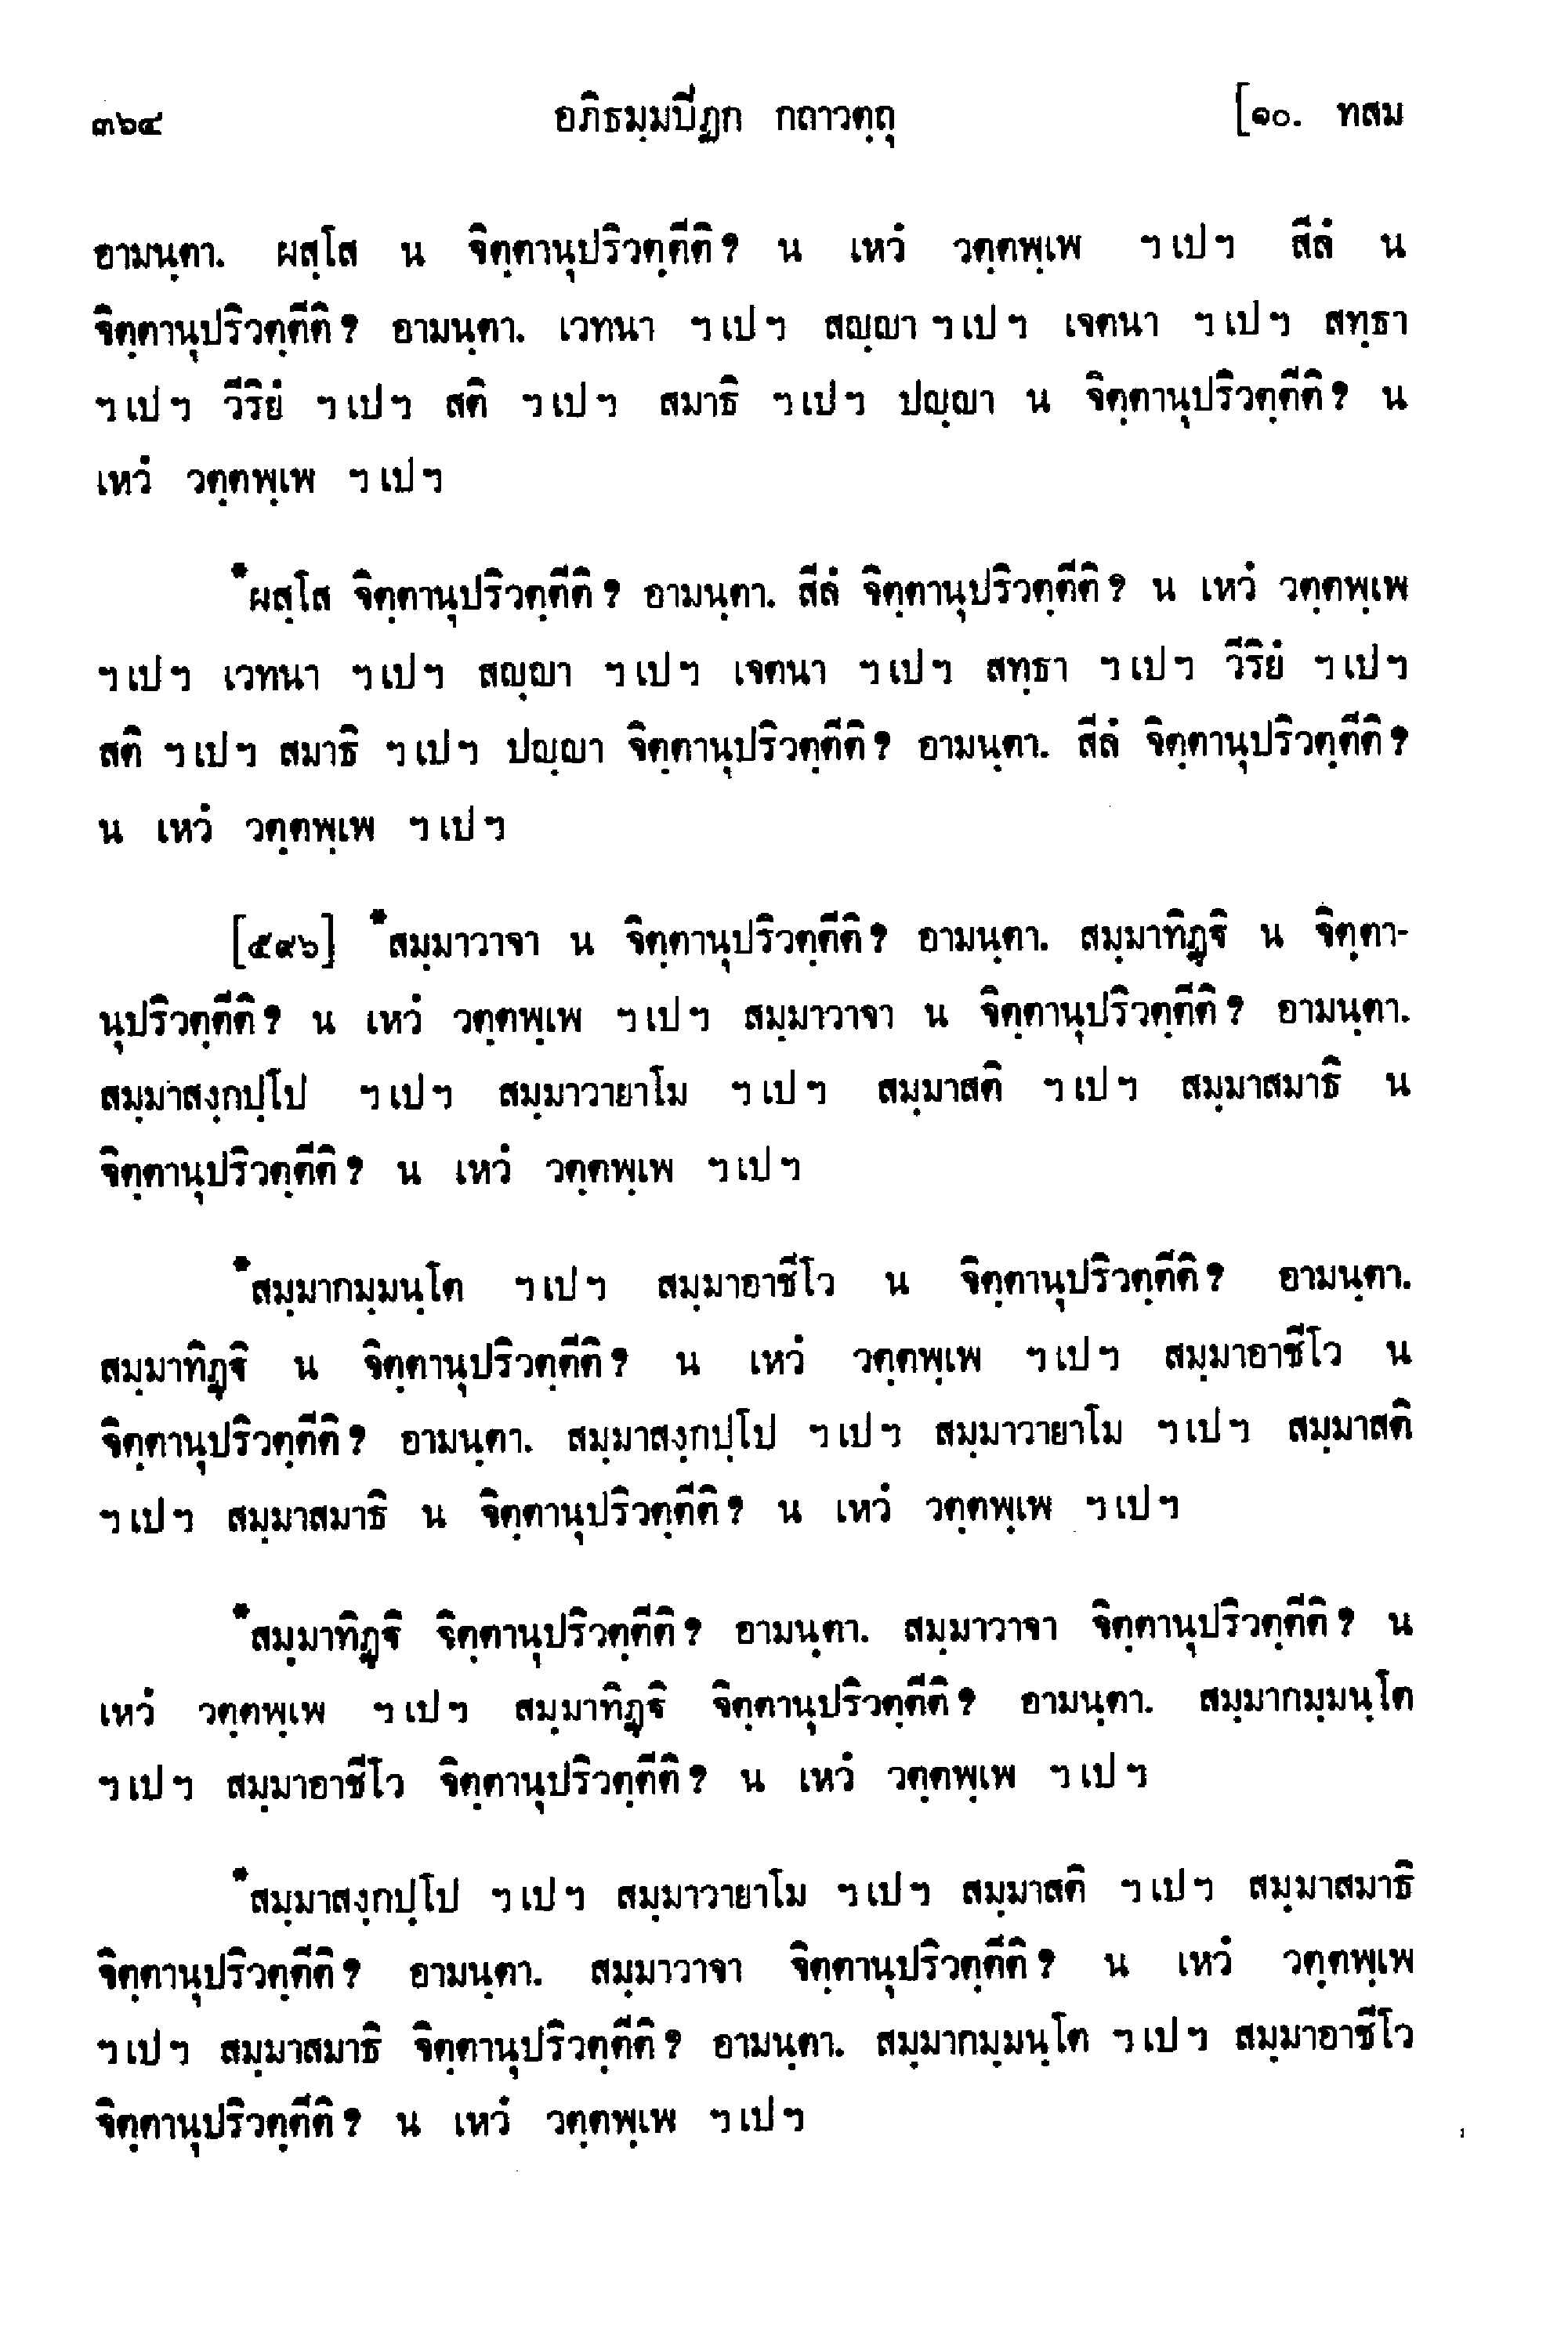 ๓๖๔ อภิธมฺมปีฏก กถาวตฺถุ [๑๐. ทสม
อามนฺตา. ผสฺโส น จิตฺตานุปริวตฺตีติ? น เหวํ วตฺตพฺเพ ฯเปฯ สีลํ น
จิตฺตานุปริวตฺตีติ? อามนฺตา. เวทนา ฯเปฯ สญฺญา ฯเปฯ เจตนา ฯเปฯ สทฺธา
ฯเปฯ วีริยํ ฯเปฯ สติ ฯเปฯ สมาธิ ฯเปฯ ปญฺญา น จิตฺตานุปริวตฺตีติ? น
เหวํ วตฺตพฺเพ ฯเปฯ
*ผสฺโส จิตฺตานุปริวตฺตีติ? อามนฺตา. สีลํ จิตฺตานุปริวตฺตีติ? น เหวํ วตฺตพฺเพ
ฯเปฯ เวทนา ฯเปฯ สญฺญา ฯเปฯ เจตนา ฯเปฯ สทฺธา ฯเปฯ วีริยํ ฯเปฯ
สติ ฯเปฯ สมาธิ ฯเปฯ ปญฺญา จิตฺตานุปริวตฺตีติ? อามนฺตา. สีลํ จิตฺตานุปริวตฺตีติ?
น เหวํ วตฺตพฺเพ ฯเปฯ
[๕๙๖] *สมฺมาวาจา น จิตฺตานุปริวตฺตีติ? อามนฺตา. สมฺมาทิฏฺฐิ น จิตฺตา-
นุปริวตฺตีติ? น เหวํ วตฺตพฺเพ ฯเปฯ สมฺมาวาจา น จิตฺตานุปริวตฺตีติ? อามนฺตา.
สมฺมาสงฺกปฺโป ฯเปฯ สมฺมาวายาโม ฯเปฯ สมฺมาสติ ฯเปฯ สมฺมาสมาธิ น
จิตฺตานุปริวตฺตีติ? น เหวํ วตฺตพฺเพ ฯเปฯ
*สมฺมากมฺมนฺโต ฯเปฯ สมฺมาอาชีโว น จิตฺตานุปริวตฺตีติ? อามนฺตา.
สมฺมาทิฏฺฐิ น จิตฺตานุปริวตฺตีติ? น เหวํ วตฺตพฺเพ ฯเปฯ สมฺมาอาชีโว น
จิตฺตานุปริวตฺตีติ? อามนฺตา. สมฺมาสงฺกปฺโป ฯเปฯ สมฺมาวายาโม ฯเปฯ สมฺมาสติ
ฯเปฯ สมฺมาสมาธิ น จิตฺตานุปริวตฺตีติ? น เหวํ วตฺตพฺเพ ฯเปฯ
*สมฺมาทิฏฺฐิ จิตฺตานุปริวตฺตีติ? อามนฺตา. สมฺมาวาจา จิตฺตานุปริวตฺตีติ? น
เหวํ วตฺตพฺเพ ฯเปฯ สมฺมาทิฏฺฐิ จิตฺตานุปริวตฺตีติ? อามนฺตา. สมฺมากมฺมนฺโต
ฯเปฯ สมฺมาอาชีโว จิตฺตานุปริวตฺตีติ? น เหวํ วตฺตพฺเพ ฯเปฯ
*สมฺมาสงฺกปฺโป ฯเปฯ สมฺมาวายาโม ฯเปฯ สมฺมาสติ ฯเปฯ สมฺมาสมาธิ
จิตฺตานุปริวตฺตีติ? อามนฺตา. สมฺมาวาจา จิตฺตานุปริวตฺตีติ? น เหวํ วตฺตพฺเพ
ฯเปฯ สมฺมาสมาธิ จิตฺตานุปริวตฺตีติ? อามนฺตา. สมฺมากมฺมนฺโต ฯเปฯ สมฺมาอาชีโว
จิตฺตานุปริวตฺตีติ? น เหวํ วตฺตพฺเพ ฯเปฯ